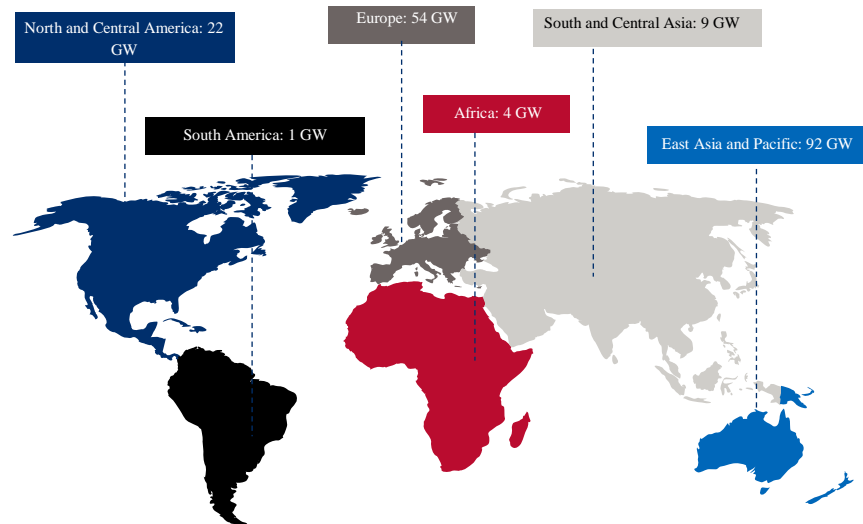 North and Central America: 22
GW
Europe: 54 GW
South and Central Asia: 9 GW
South America: 1 GW
Africa: 4 GW
East Asia and Pacific: 92 GW